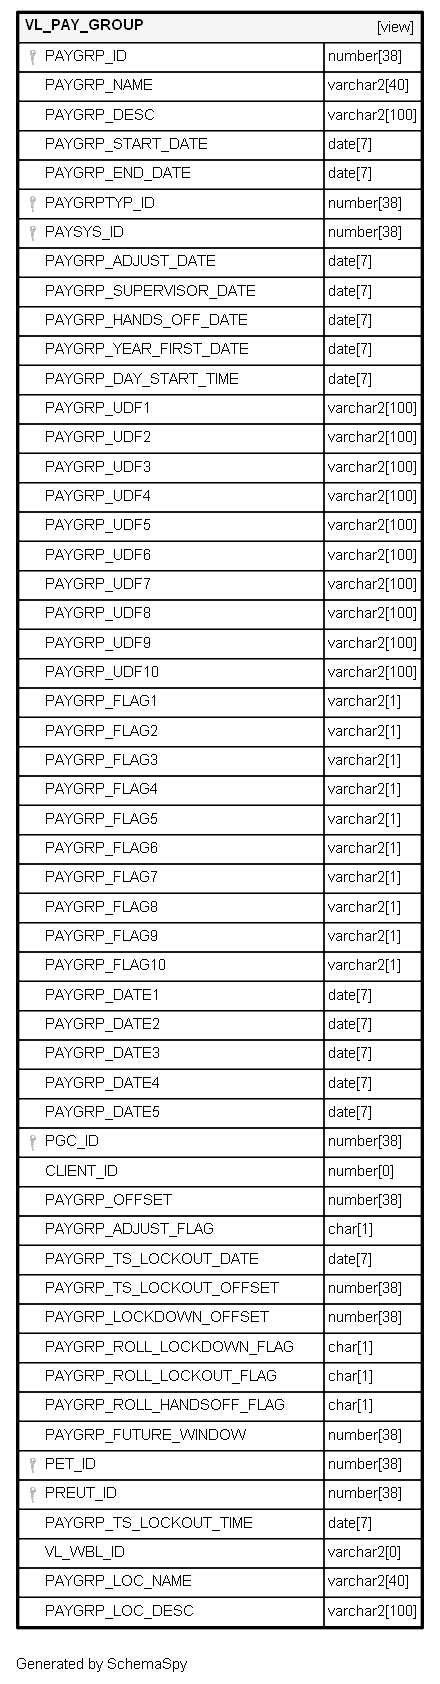 VL_PAY_GROUP [view]
PAYGRP_ID number[38]
PAYGRP_NAME varchar2[40]
PAYGRP_DESC varchar2[100]
PAYGRP_START_DATE date[7]
PAYGRP_END_DATE date[7]
PAYGRPTYP_ID number[38]
PAYSYS_ID number[38]
PAYGRP_ADJUST_DATE date[7]
PAYGRP_SUPERVISOR_DATE date[7]
PAYGRP_HANDS_OFF_DATE date[7]
PAYGRP_YEAR_FIRST_DATE date[7]
PAYGRP_DAY_START_TIME date[7]
PAYGRP_UDF1 varchar2[100]
PAYGRP_UDF2 varchar2[100]
PAYGRP_UDF3 varchar2[100]
PAYGRP_UDF4 varchar2[100]
PAYGRP_UDF5 varchar2[100]
PAYGRP_UDF6 varchar2[100]
PAYGRP_UDF7 varchar2[100]
PAYGRP_UDF8 varchar2[100]
PAYGRP_UDF9 varchar2[100]
PAYGRP_UDF10 varchar2[100]
PAYGRP_FLAG1 varchar2[1]
PAYGRP_FLAG2 varchar2[1]
PAYGRP_FLAG3 varchar2[1]
PAYGRP_FLAG4 varchar2[1]
PAYGRP_FLAG5 varchar2[1]
PAYGRP_FLAG6 varchar2[1]
PAYGRP_FLAG7 varchar2[1]
PAYGRP_FLAG8 varchar2[1]
PAYGRP_FLAG9 varchar2[1]
PAYGRP_FLAG10 varchar2[1]
PAYGRP_DATE1 date[7]
PAYGRP_DATE2 date[7]
PAYGRP_DATE3 date[7]
PAYGRP_DATE4 date[7]
PAYGRP_DATE5 date[7]
PGC_ID number[38]
CLIENT_ID number[0]
PAYGRP_OFFSET number[38]
PAYGRP_ADJUST_FLAG char[1]
PAYGRP_TS_LOCKOUT_DATE date[7]
PAYGRP_TS_LOCKOUT_OFFSET number[38]
PAYGRP_LOCKDOWN_OFFSET number[38]
PAYGRP_ROLL_LOCKDOWN_FLAG char[1]
PAYGRP_ROLL_LOCKOUT_FLAG char[1]
PAYGRP_ROLL_HANDSOFF_FLAG char[1]
PAYGRP_FUTURE_WINDOW number[38]
PET_ID number[38]
PREUT_ID number[38]
PAYGRP_TS_LOCKOUT_TIME date[7]
VL_WBL_ID varchar2[0]
PAYGRP_LOC_NAME varchar2[40]
PAYGRP_LOC_DESC varchar2[100]
Generated by SchemaSpy